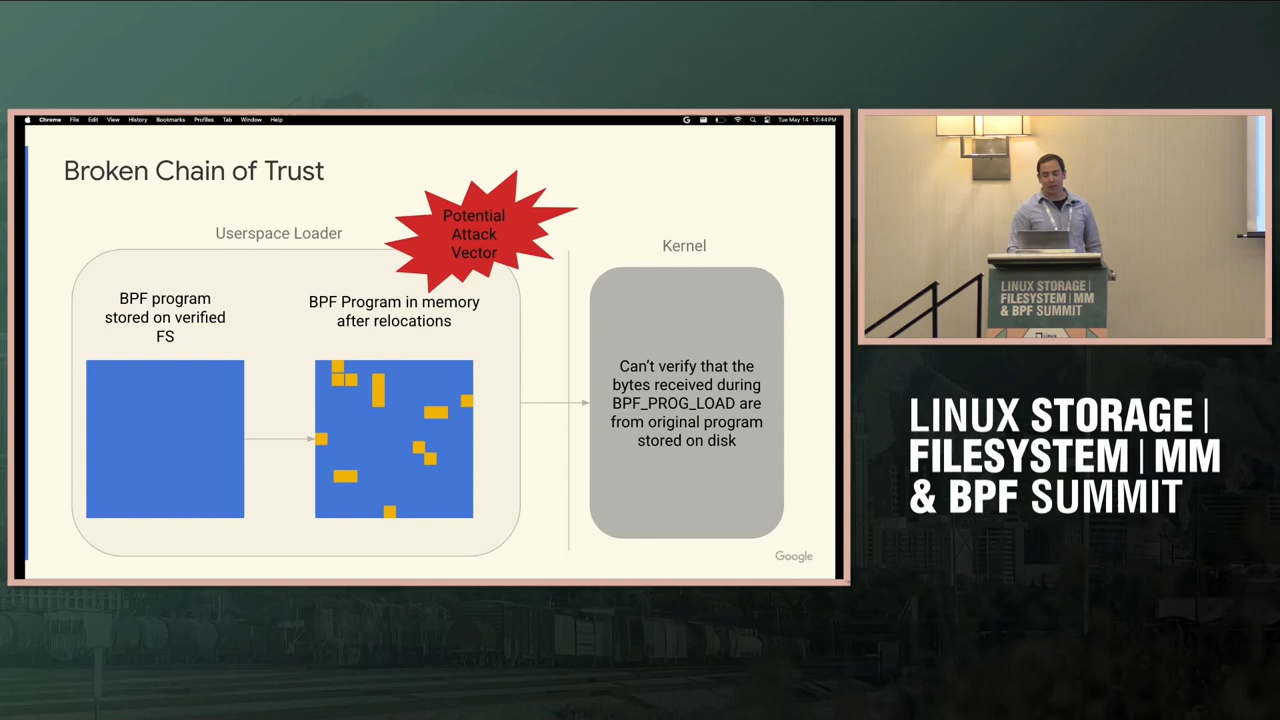 Chrome File Edit View History Bookmarks Profiles Tab Window Help
Tue May 14 12:44 PM
Broken Chain of Trust
Potential
Attack
Vector
Userspace Loader
Kernel
BPF program
stored on verified
FS
BPF Program in memory
after relocations
Can't verify that the
bytes received during
BPF_PROG_LOAD are
from original program
stored on disk
Google
LINUX STORAGE |
FILESYSTEM | MM
& BPF SUMMIT
LINUX STORAGE |
FILESYSTEM | MM
& BPF SUMMIT